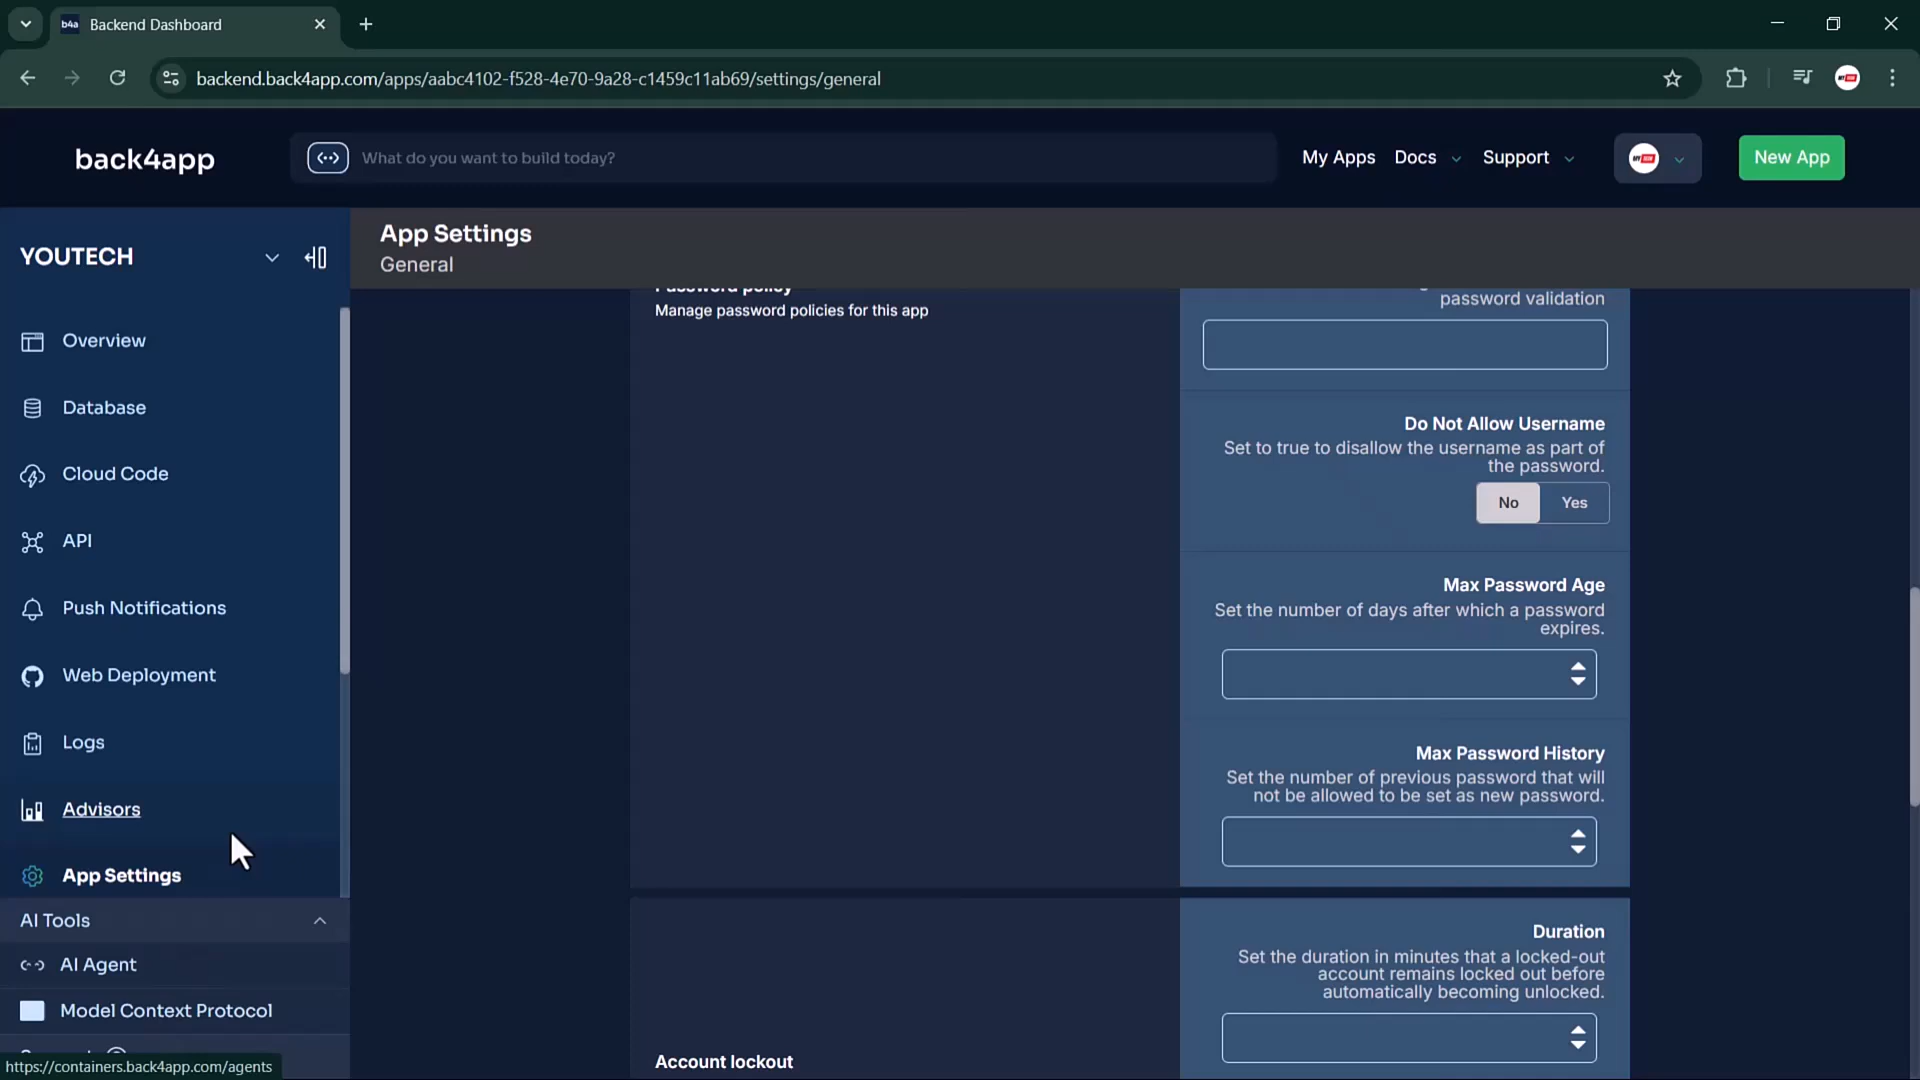 b4a
Backend Dashboard
backend.back4app.com/apps/aabc4102-f528-4e70-9a28-c1459c11ab69/settings/general
back4app
What do you want to build today?
My Apps
Docs
Support
New App
YOUTECH
App Settings
General
Overview
Database
Cloud Code
API
Push Notifications
Web Deployment
Logs
Advisors
App Settings
AI Tools
AI Agent
Model Context Protocol
https://containers.back4app.com/agents
Password policy
Manage password policies for this app
password validation
Do Not Allow Username
Set to true to disallow the username as part of
the password.
No
Yes
Max Password Age
Set the number of days after which a password
expires.
Max Password History
Set the number of previous password that will
not be allowed to be set as new password.
Duration
Set the duration in minutes that a locked-out
account remains locked out before
automatically becoming unlocked.
Account lockout